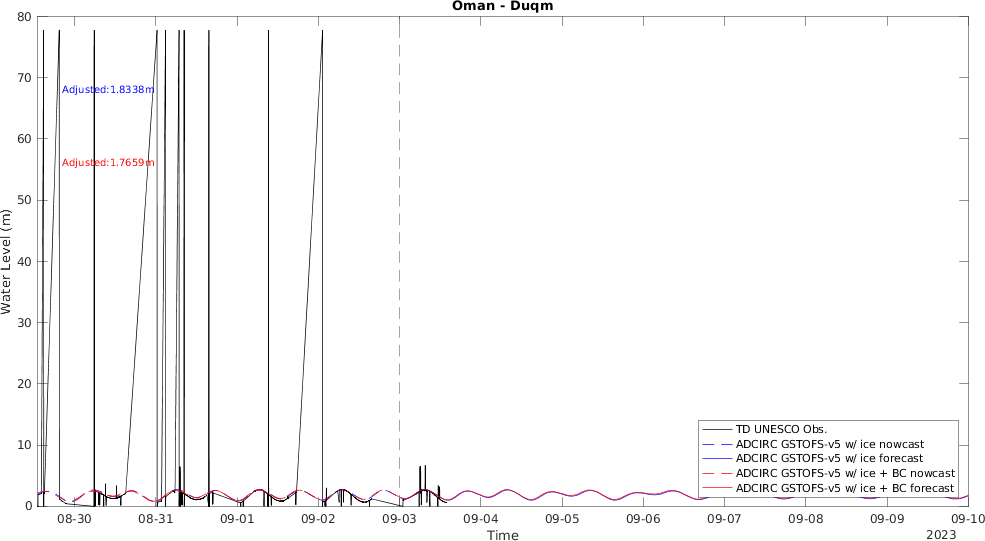 Oman - Duqm
80
70
60
50
40
30
20
10
0
Water Level (m)
Adjusted:1.8338m
Adjusted:1.7659m
TD UNESCO Obs.
ADCIRC GSTOFS-v5 w/ ice nowcast
ADCIRC GSTOFS-v5 w/ ice forecast
ADCIRC GSTOFS-v5 w/ ice + BC nowcast
ADCIRC GSTOFS-v5 w/ ice + BC forecast
08-30 08-31 09-01 09-02 09-03 09-04 09-05 09-06 09-07 09-08 09-09 09-10
Time
2023